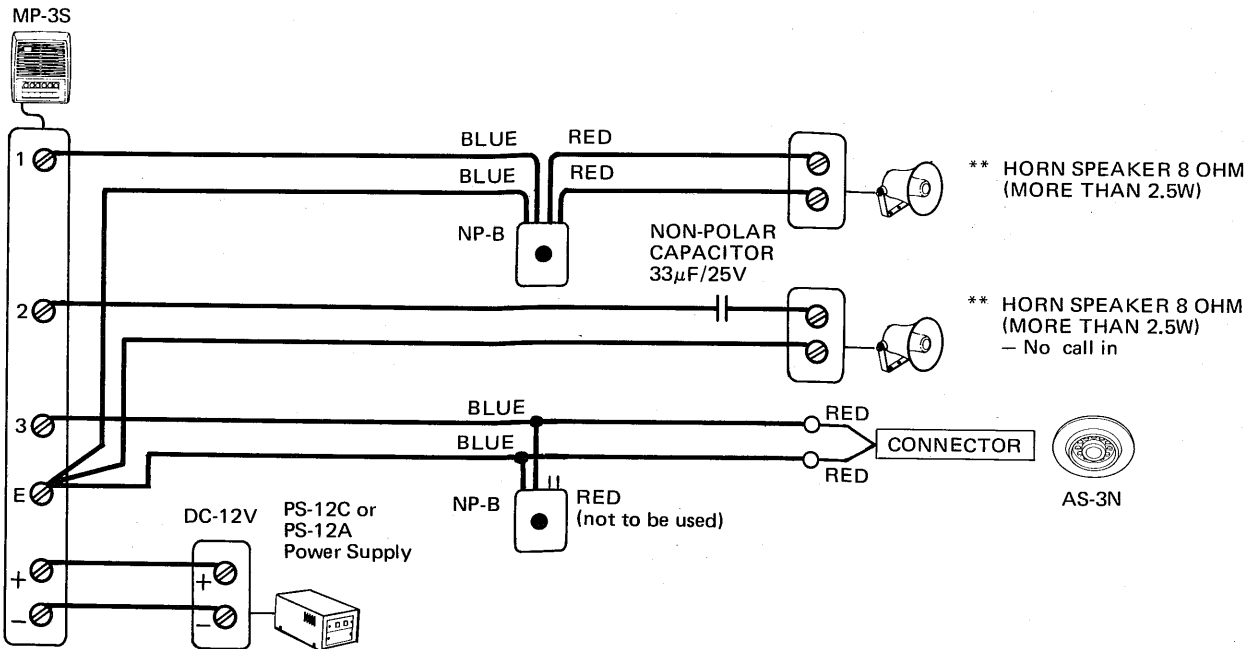 MP-3S
1
BLUE
RED
BLUE
RED
** HORN SPEAKER 8 OHM
(MORE THAN 2.5W)
NP-B
NON-POLAR
CAPACITOR
33μF/25V
2
** HORN SPEAKER 8 OHM
(MORE THAN 2.5W)
– No call in
3
BLUE
RED
BLUE
CONNECTOR
RED
E
NP-B
RED
(not to be used)
AS-3N
DC-12V
PS-12C or
PS-12A
Power Supply
+
+
–
–